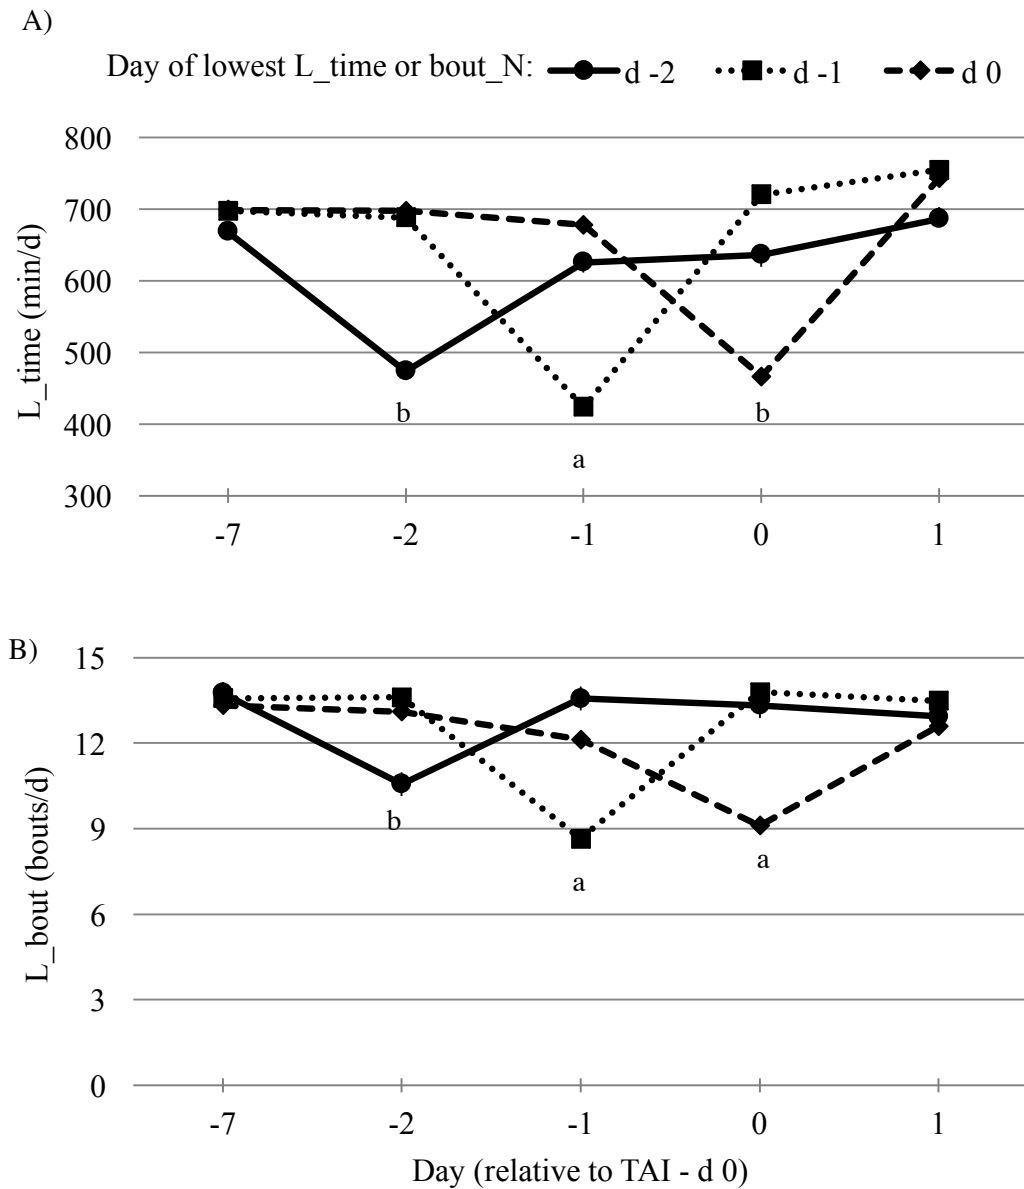 A)
Day of lowest L_time or bout_N: d -2 d -1 d 0
800
700
600
500
400
300
L_time (min/d)
b
a
b
-7 -2 -1 0 1
B)
15
12
9
6
3
0
L_bout (bouts/d)
b
a
a
-7 -2 -1 0 1
Day (relative to TAI - d 0)